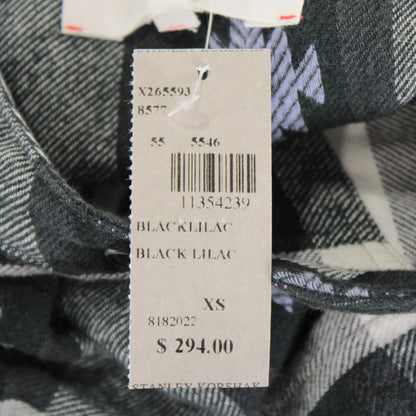 X265593
8577
55 5546
11354239
BLACKLILAC
BLACK LILAC
XS
8182022
$ 294.00
STANLEY KORSHAK